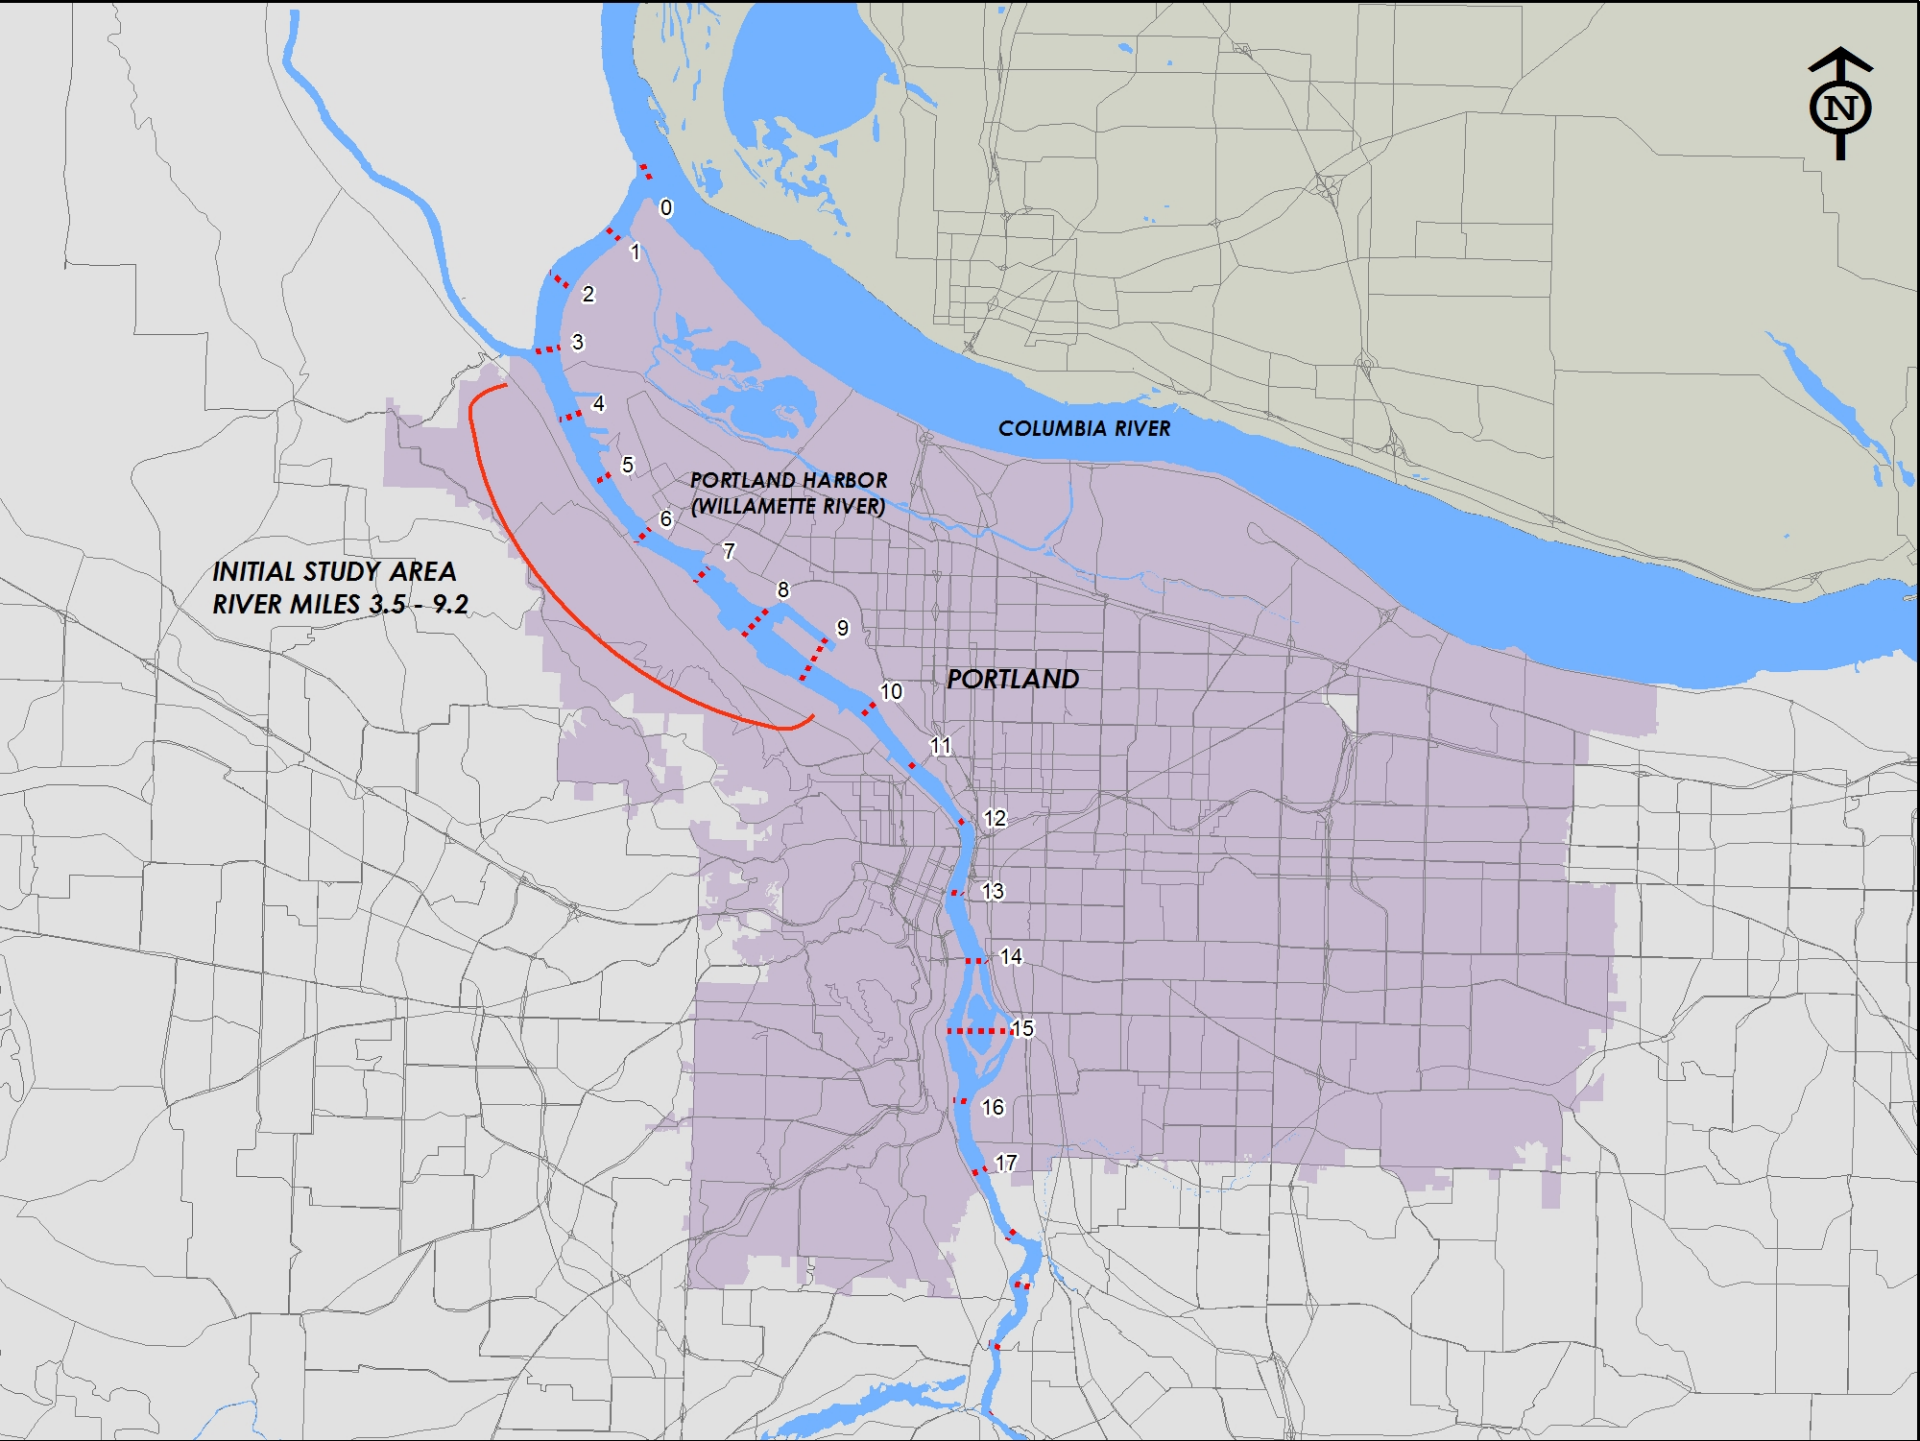 N
0
1
2
3
4
COLUMBIA RIVER
5
PORTLAND HARBOR
(WILLAMETTE RIVER)
6
7
INITIAL STUDY AREA
RIVER MILES 3.5 - 9.2
8
9
PORTLAND
10
11
12
13
14
15
16
17